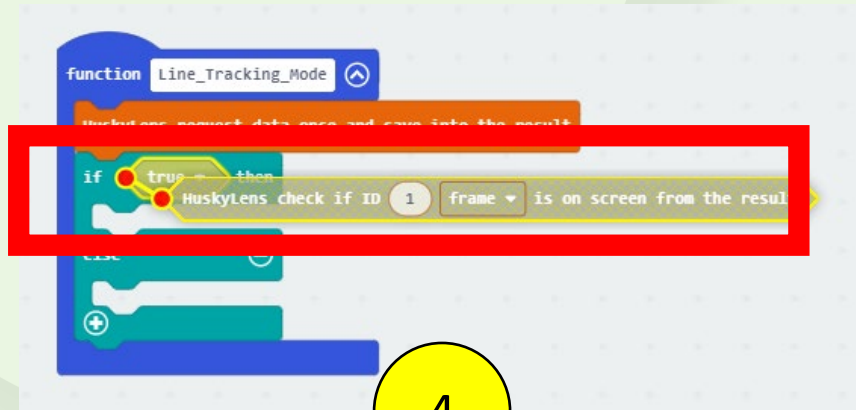 function Line_Tracking_Mode
HuskyLens request data once and save into the result
if true then
HuskyLens check if ID 1 frame is on screen from the resul
else
4